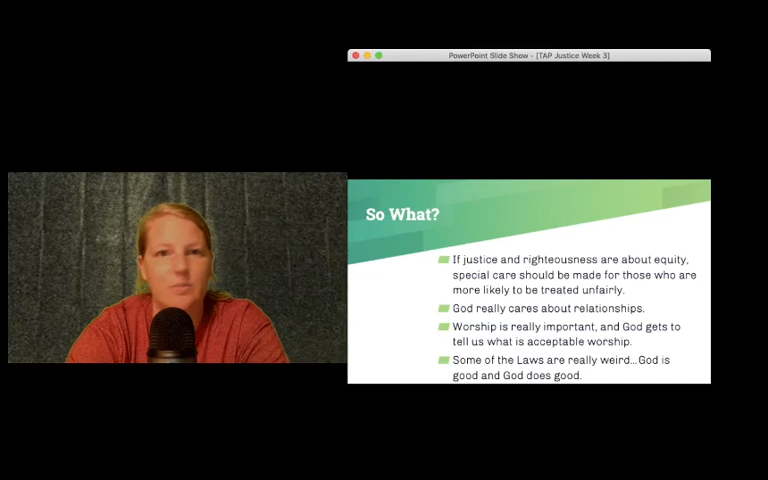 PowerPoint Slide Show - [TAP Justice Week 3]
So What?
If justice and righteousness are about equity,
special care should be made for those who are
more likely to be treated unfairly.
God really cares about relationships.
Worship is really important, and God gets to
tell us what is acceptable worship.
Some of the Laws are really weird...God is
good and God does good.